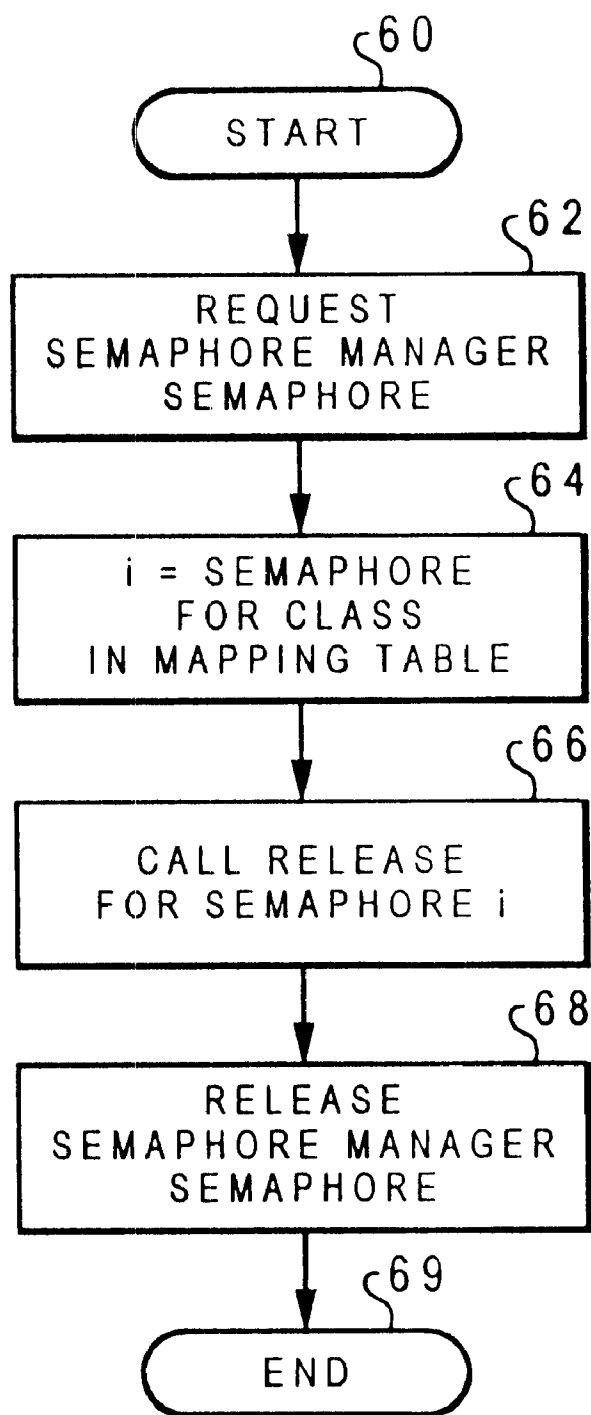 60
START
62
REQUEST
SEMAPHORE MANAGER
SEMAPHORE
64
i = SEMAPHORE
FOR CLASS
IN MAPPING TABLE
66
CALL RELEASE
FOR SEMAPHORE i
68
RELEASE
SEMAPHORE MANAGER
SEMAPHORE
69
END